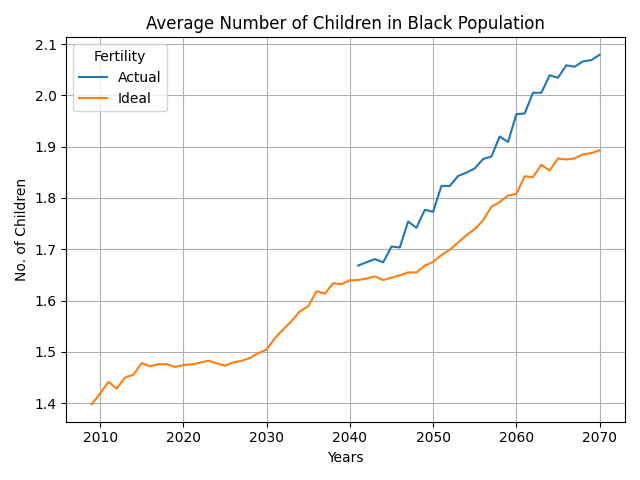 Average Number of Children in Black Population
Fertility
Actual
Ideal
No. of Children
2.1
2.0
1.9
1.8
1.7
1.6
1.5
1.4
2010 2020 2030 2040 2050 2060 2070
Years